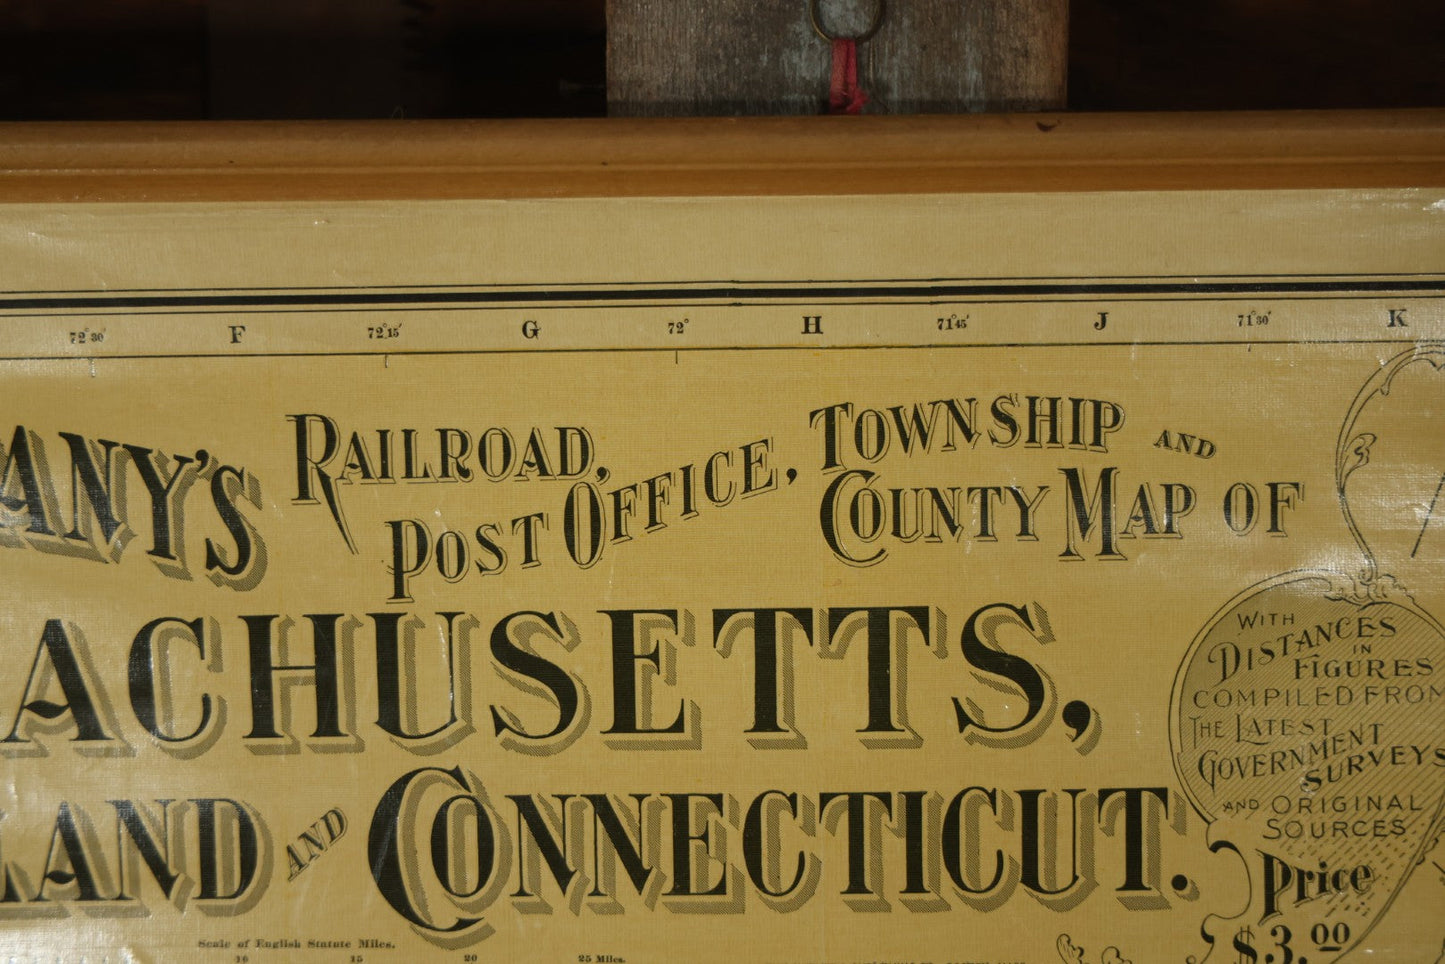 72°30' F 72°15' G 72° H 71°45' J 71°30' K
ANY'S RAILROAD, POST OFFICE, TOWNSHIP AND COUNTY MAP OF
ACHUSETTS,
LAND AND CONNECTICUT.
Scale of English Statute Miles.
10 15 20 25 Miles.
WITH
DISTANCES
IN
FIGURES
COMPILED FROM
THE LATEST
GOVERNMENT
SURVEYS
AND ORIGINAL
SOURCES.
Price
$3.00